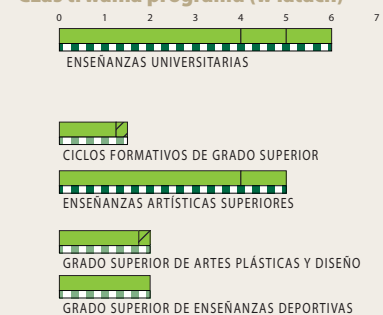 0 1 2 3 4 5 6 7
ENSEÑANZAS UNIVERSITARIAS
CICLOS FORMATIVOS DE GRADO SUPERIOR
ENSEÑANZAS ARTÍSTICAS SUPERIORES
GRADO SUPERIOR DE ARTES PLÁSTICAS Y DISEÑO
GRADO SUPERIOR DE ENSEÑANZAS DEPORTIVAS